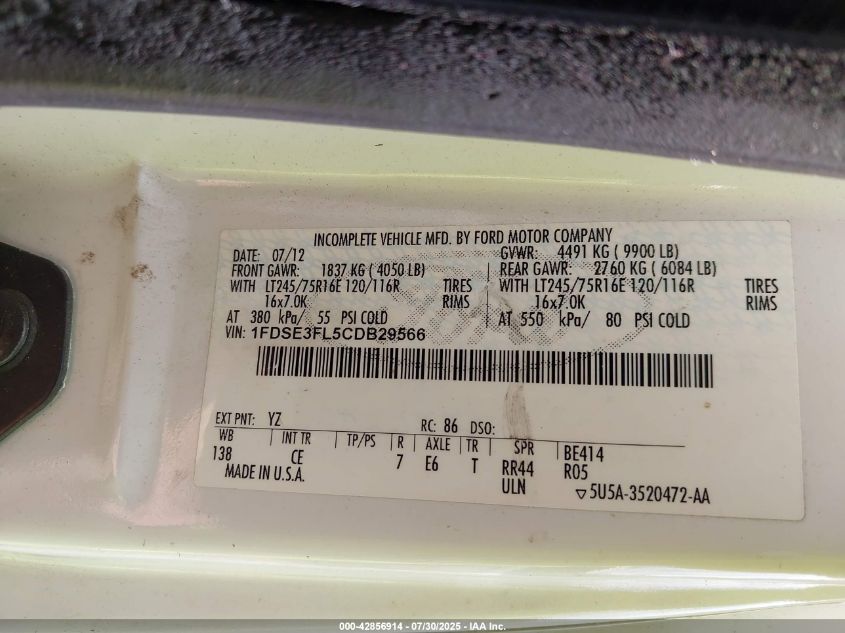 INCOMPLETE VEHICLE MFD. BY FORD MOTOR COMPANY
DATE: 07/12 GVWR: 4491 KG ( 9900 LB)
FRONT GAWR: 1837 KG ( 4050 LB) REAR GAWR: 2760 KG ( 6084 LB)
WITH LT245/75R16E 120/116R TIRES WITH LT245/75R16E 120/116R TIRES
16x7.0K RIMS 16x7.0K RIMS
AT 380 kPa/ 55 PSI COLD AT 550 kPa/ 80 PSI COLD
VIN: 1FDSE3FL5CDB29566
EXT PNT: YZ RC: 86 DSO:
WB INT TR TP/PS R AXLE TR SPR BE414
138 CE 7 E6 T RR44 R05
MADE IN U.S.A. ULN ▽5U5A-3520472-AA
000-42856914 | 07/30/2025 - IAA Inc.